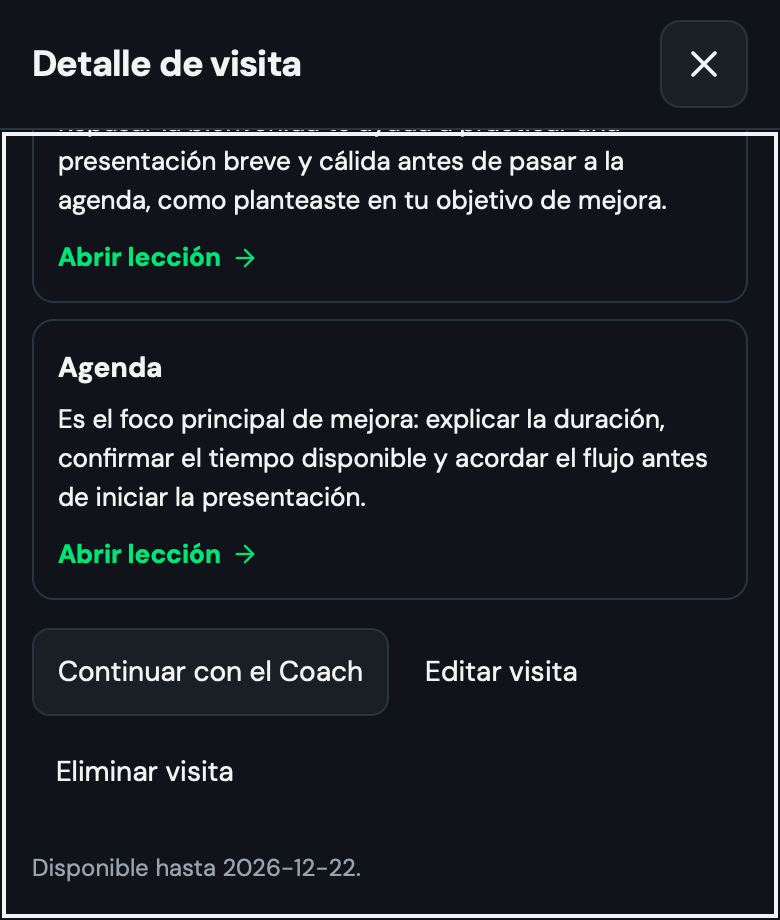 Detalle de visita
presentación breve y cálida antes de pasar a la
agenda, como planteaste en tu objetivo de mejora.
Abrir lección →
Agenda
Es el foco principal de mejora: explicar la duración,
confirmar el tiempo disponible y acordar el flujo antes
de iniciar la presentación.
Abrir lección →
Continuar con el Coach
Editar visita
Eliminar visita
Disponible hasta 2026-12-22.